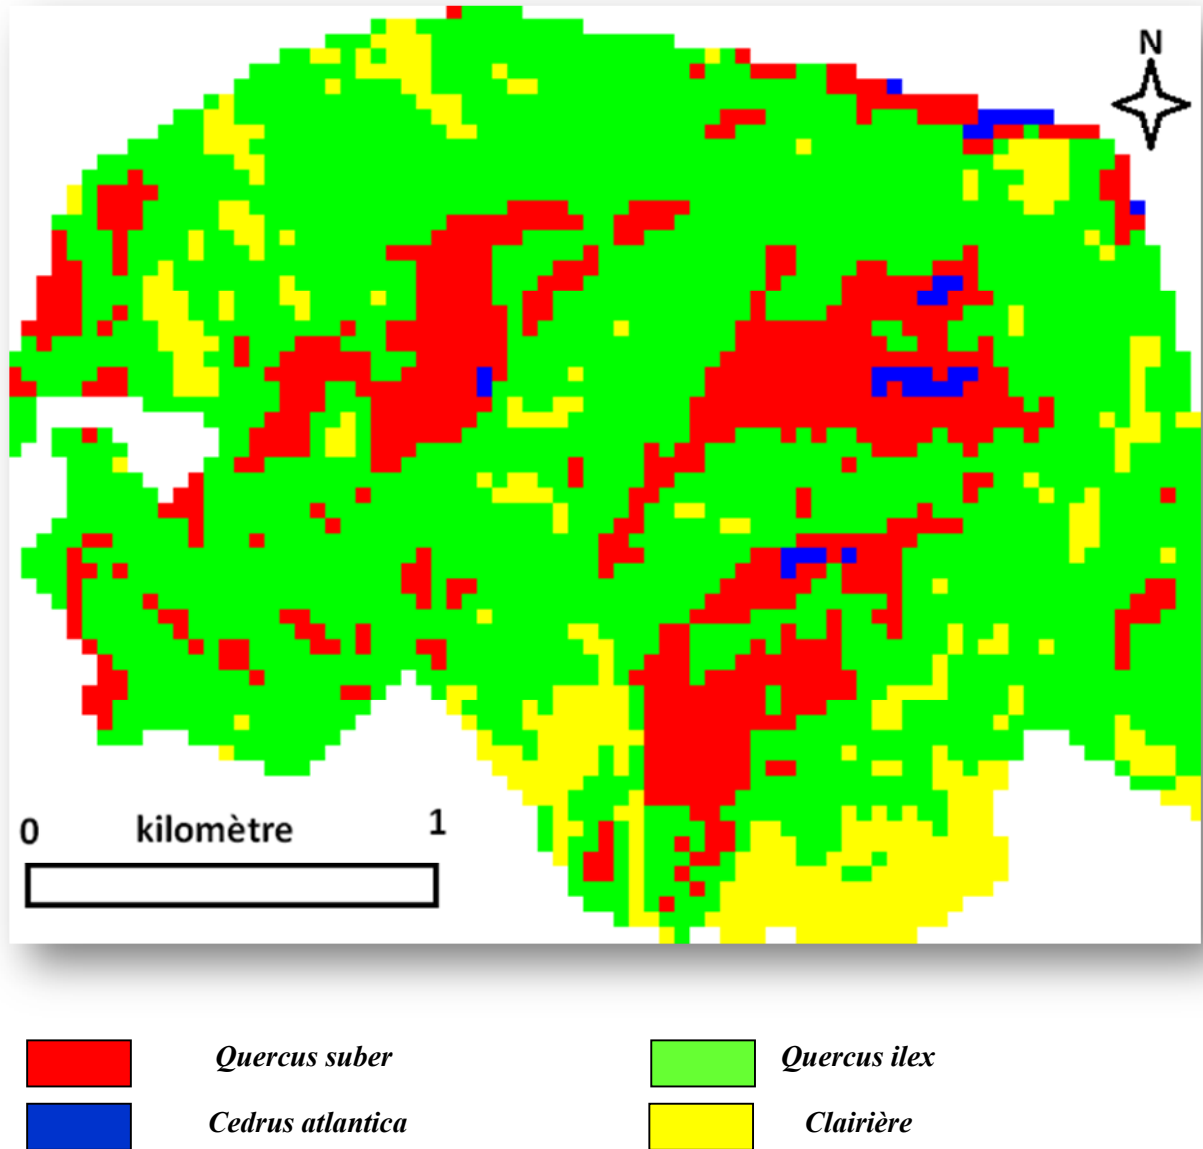 N
0 kilomètre 1
Quercus suber
Quercus ilex
Cedrus atlantica
Clairière